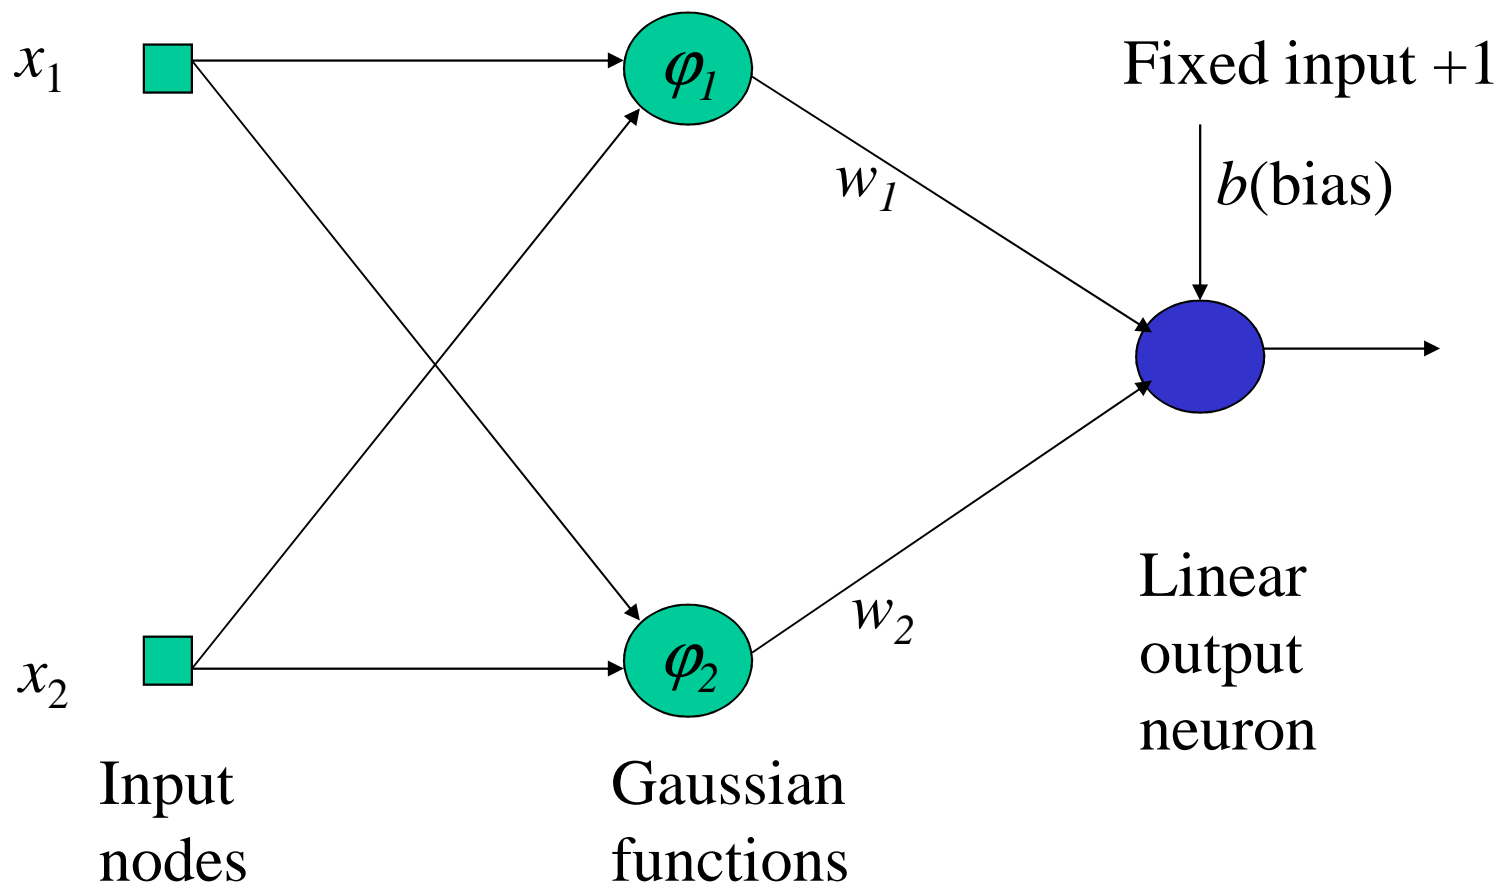 x1
φ1
Fixed input +1
w1
b(bias)
x2
φ2
w2
Linear
output
neuron
Input
nodes
Gaussian
functions